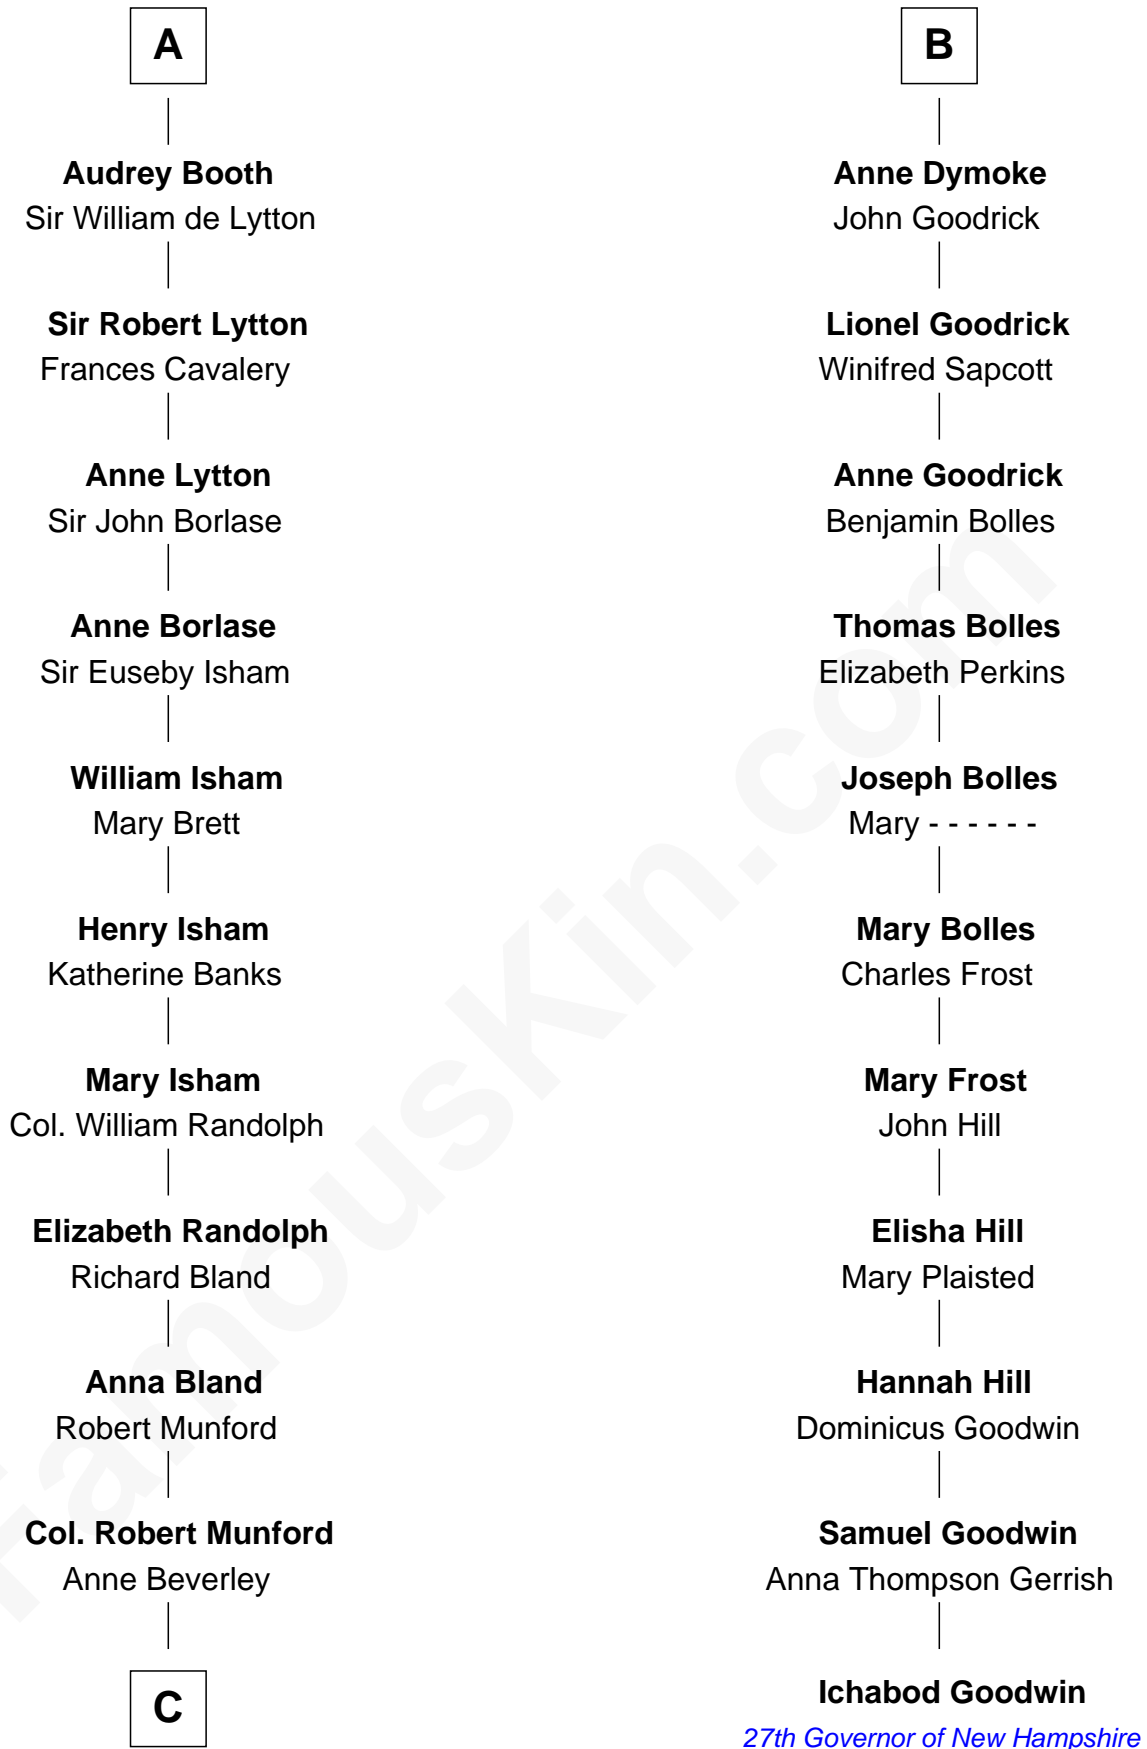 A
Audrey Booth
Sir William de Lytton
Sir Robert Lytton
Frances Cavalery
Anne Lytton
Sir John Borlase
Anne Borlase
Sir Euseby Isham
William Isham
Mary Brett
Henry Isham
Katherine Banks
Mary Isham
Col. William Randolph
Elizabeth Randolph
Richard Bland
Anna Bland
Robert Munford
Col. Robert Munford
Anne Beverley
C
B
Anne Dymoke
John Goodrick
Lionel Goodrick
Winifred Sapcott
Anne Goodrick
Benjamin Bolles
Thomas Bolles
Elizabeth Perkins
Joseph Bolles
Mary - - - - - -
Mary Bolles
Charles Frost
Mary Frost
John Hill
Elisha Hill
Mary Plaisted
Hannah Hill
Dominicus Goodwin
Samuel Goodwin
Anna Thompson Gerrish
Ichabod Goodwin
27th Governor of New Hampshire
FamousKin.com